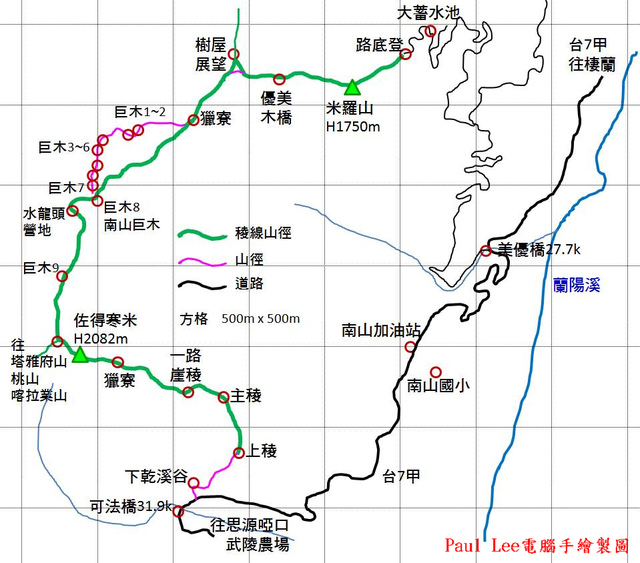 大蓄水池
樹屋
展望
路底登
台7甲
往棲蘭
優美
木橋
米羅山
H1750m
巨木1~2
獵寮
巨木3~6
巨木7
巨木8
南山巨木
水龍頭
營地
稜線山徑
山徑
道路
美優橋27.7k
巨木9
蘭陽溪
方格 500m x 500m
佐得寒米
H2082m
南山加油站
往
塔雅府山
桃山
喀拉業山
獵寮
一路
崖稜
主稜
南山國小
上稜
下乾溪谷
台7甲
可法橋31.9k
往思源啞口
武陵農場
Paul Lee電腦手繪製圖